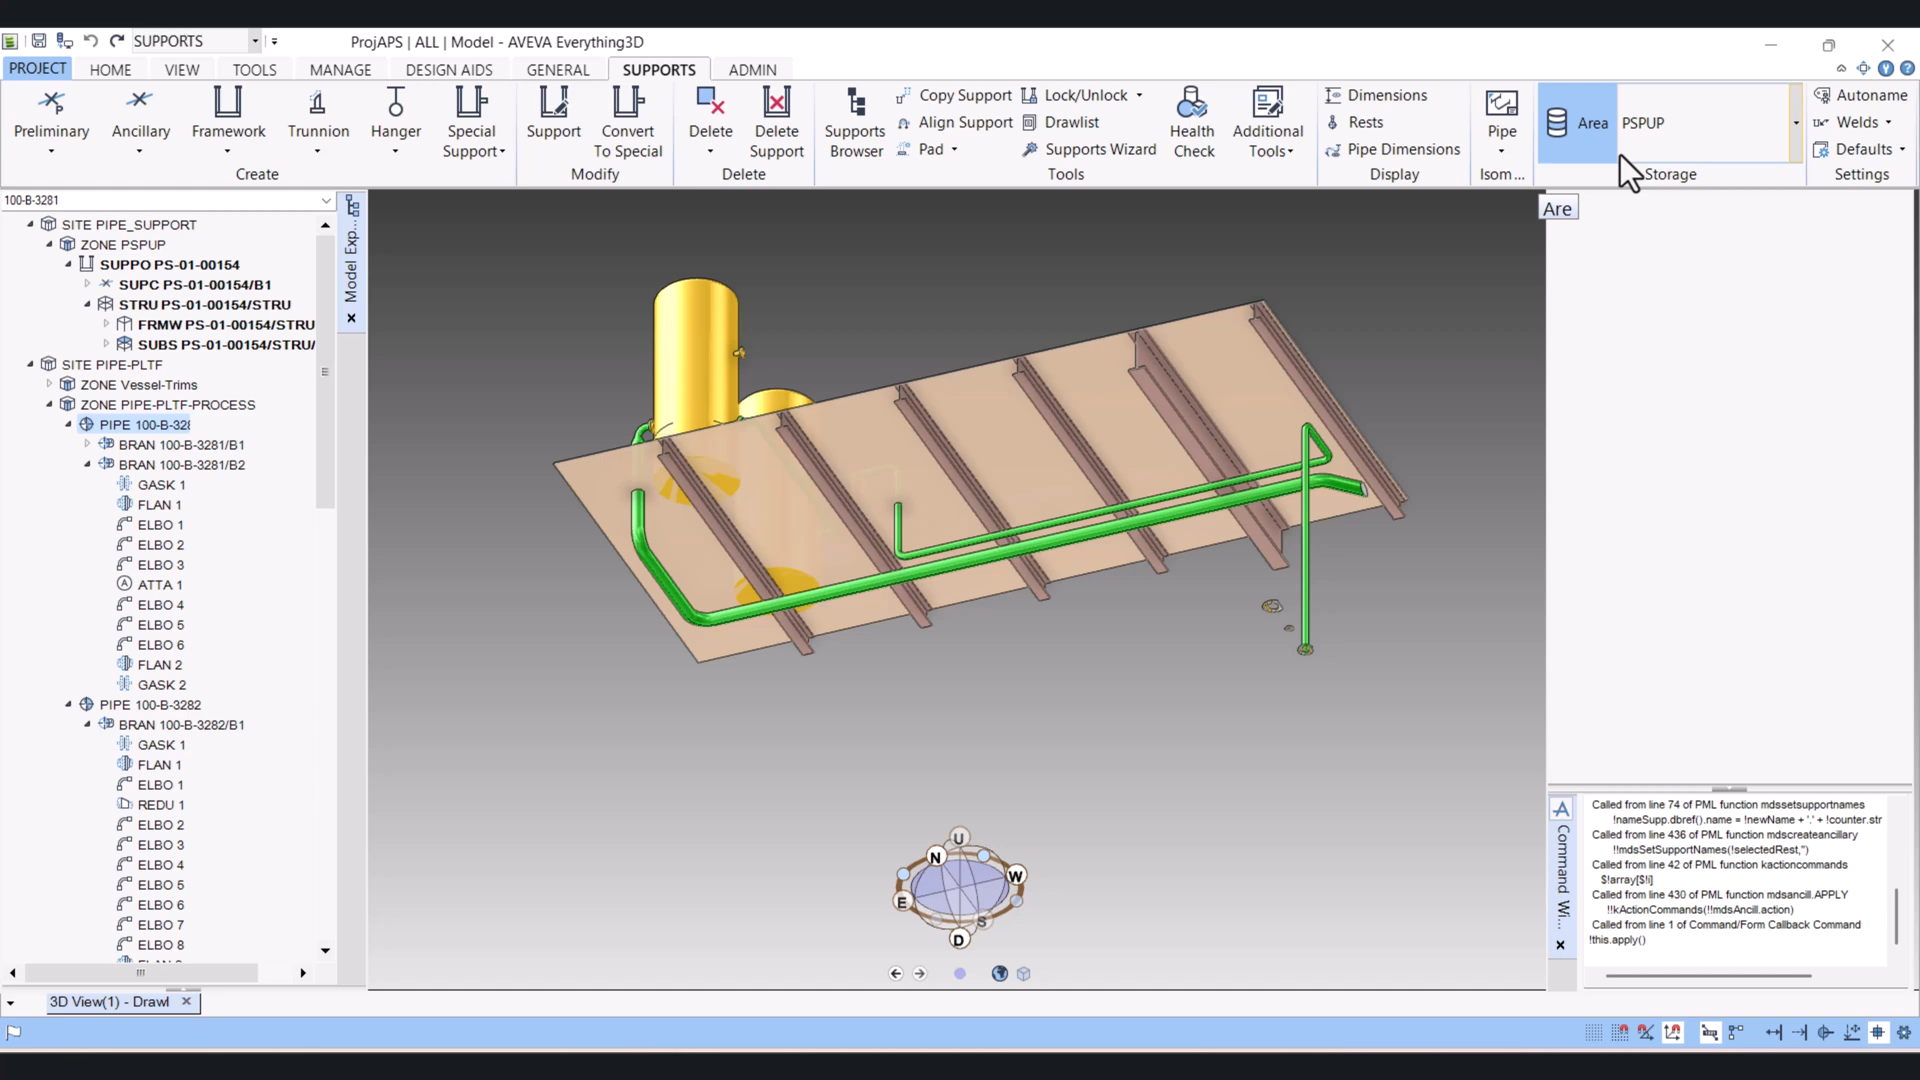 SUPPORTS
ProjAPS | ALL | Model - AVEVA Everything3D
PROJECT
HOME
VIEW
TOOLS
MANAGE
DESIGN AIDS
GENERAL
SUPPORTS
ADMIN
Preliminary
Ancillary
Framework
Trunnion
Hanger
Special
Support
Create
Support
Convert
To Special
Modify
Delete
Delete
Support
Delete
Supports
Browser
Copy Support
Align Support
Pad
Lock/Unlock
Drawlist
Supports Wizard
Health
Check
Additional
Tools
Tools
Dimensions
Rests
Pipe Dimensions
Display
Pipe
Isom ...
Area
PSPUP
Storage
Autoname
Welds
Defaults
Settings
Are
100-B-3281
SITE PIPE_SUPPORT
ZONE PSPUP
SUPPO PS-01-00154
SUPC PS-01-00154/B1
STRU PS-01-00154/STRU
FRMW PS-01-00154/STRU
SUBS PS-01-00154/STRU/
SITE PIPE-PLTF
ZONE Vessel-Trims
ZONE PIPE-PLTF-PROCESS
PIPE 100-B-328
BRAN 100-B-3281/B1
BRAN 100-B-3281/B2
GASK 1
FLAN 1
ELBO 1
ELBO 2
ELBO 3
ATTA 1
ELBO 4
ELBO 5
ELBO 6
FLAN 2
GASK 2
PIPE 100-B-3282
BRAN 100-B-3282/B1
GASK 1
FLAN 1
ELBO 1
REDU 1
ELBO 2
ELBO 3
ELBO 4
ELBO 5
ELBO 6
ELBO 7
ELBO 8
Model Exp...
U
N
W
E
S
D
Command Wi...
Called from line 74 of PML function mdssetsupportnames
!nameSupp.dbref().name = !newName + '.' + !counter.str
Called from line 436 of PML function mdscreateancillary
!!mdsSetSupportNames(!selectedRest,'')
Called from line 42 of PML function kactioncommands
$!array[$!i]
Called from line 430 of PML function mdsancill.APPLY
!!kActionCommands(!!mdsAncill.action)
Called from line 1 of Command/Form Callback Command
!this.apply()
3D View(1) - Drawl